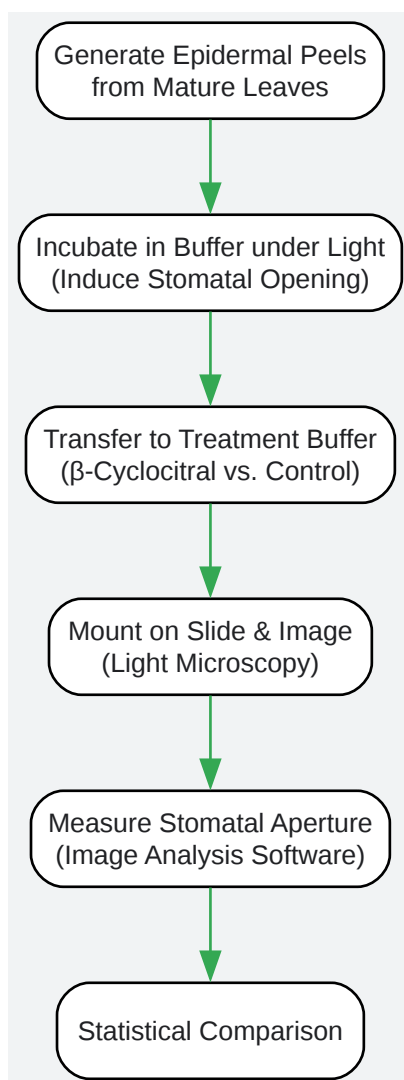 Generate Epidermal Peels
from Mature Leaves
Incubate in Buffer under Light
(Induce Stomatal Opening)
Transfer to Treatment Buffer
(β-Cyclocitral vs. Control)
Mount on Slide & Image
(Light Microscopy)
Measure Stomatal Aperture
(Image Analysis Software)
Statistical Comparison